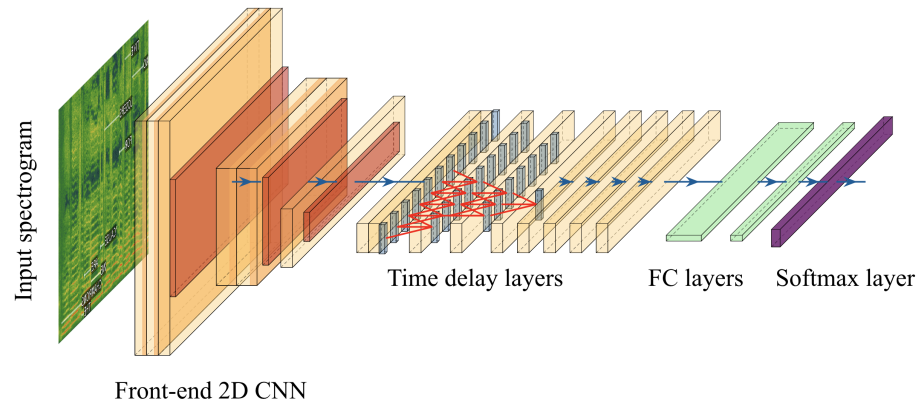 Input spectrogram
Front-end 2D CNN
Time delay layers
FC layers
Softmax layer